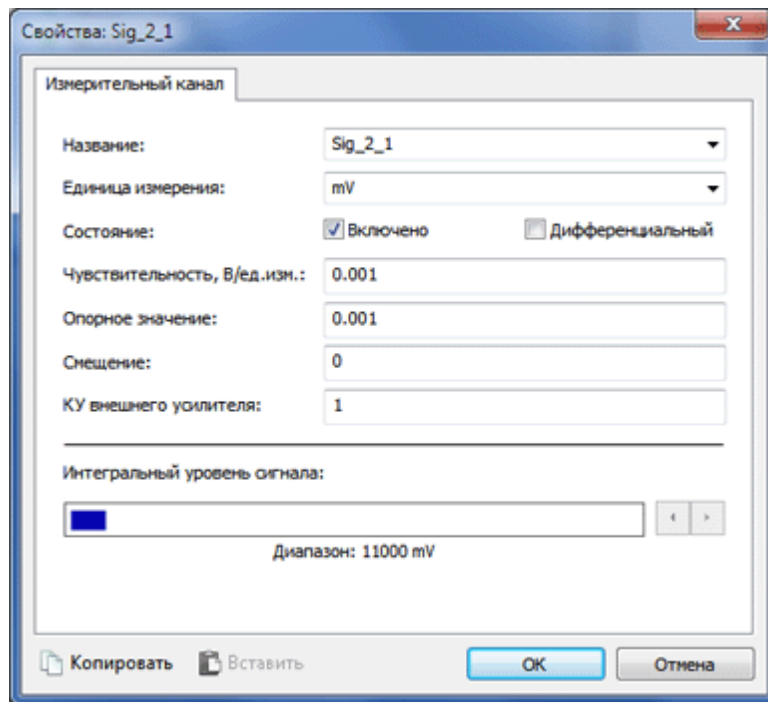 Свойства: Sig_2_1
Измерительный канал
Название: Sig_2_1
Единица измерения: mV
Состояние: Включено Дифференциальный
Чувствительность, В/ед.изм.: 0.001
Опорное значение: 0.001
Смещение: 0
КУ внешнего усилителя: 1
Интегральный уровень сигнала:
Диапазон: 11000 mV
Копировать Вставить OK Отмена